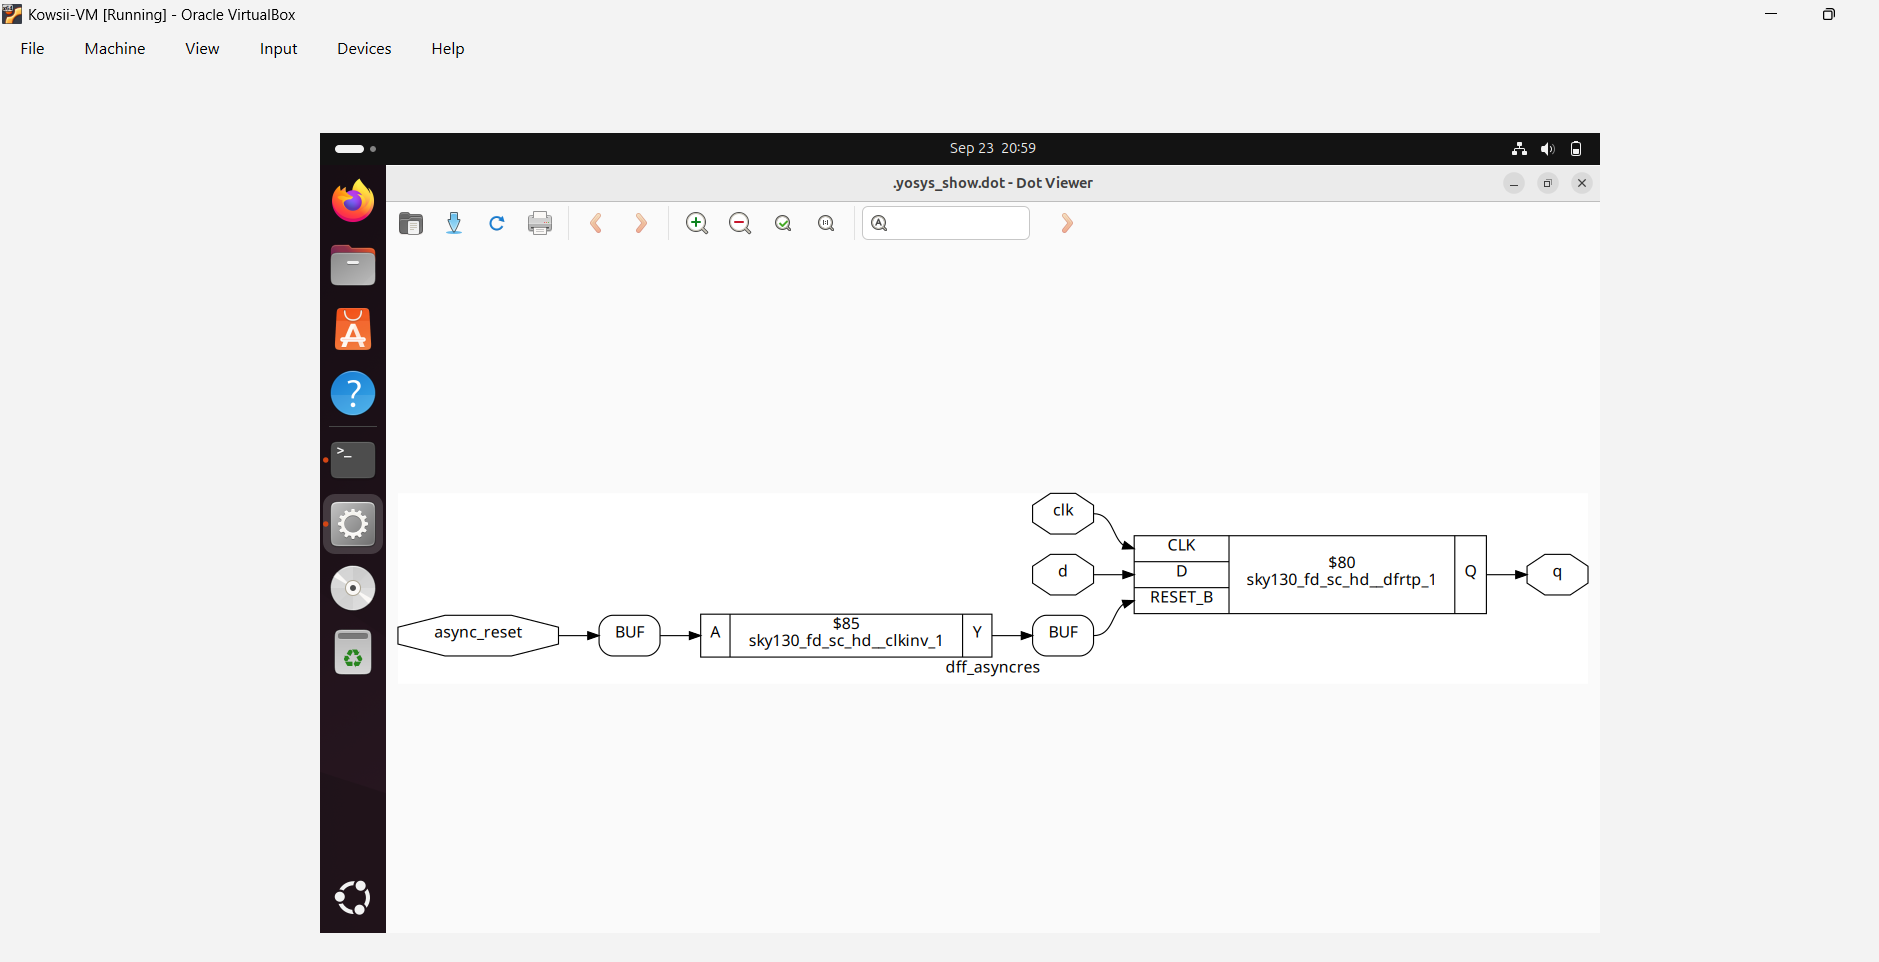 Kowsii-VM [Running] - Oracle VirtualBox
File Machine View Input Devices Help
Sep 23 20:59
.yosys_show.dot - Dot Viewer
clk
CLK
$80
d
D
sky130_fd_sc_hd__dfrtp_1
Q
q
RESET_B
async_reset
BUF
A
$85
sky130_fd_sc_hd__clkinv_1
Y
BUF
dff_asyncres